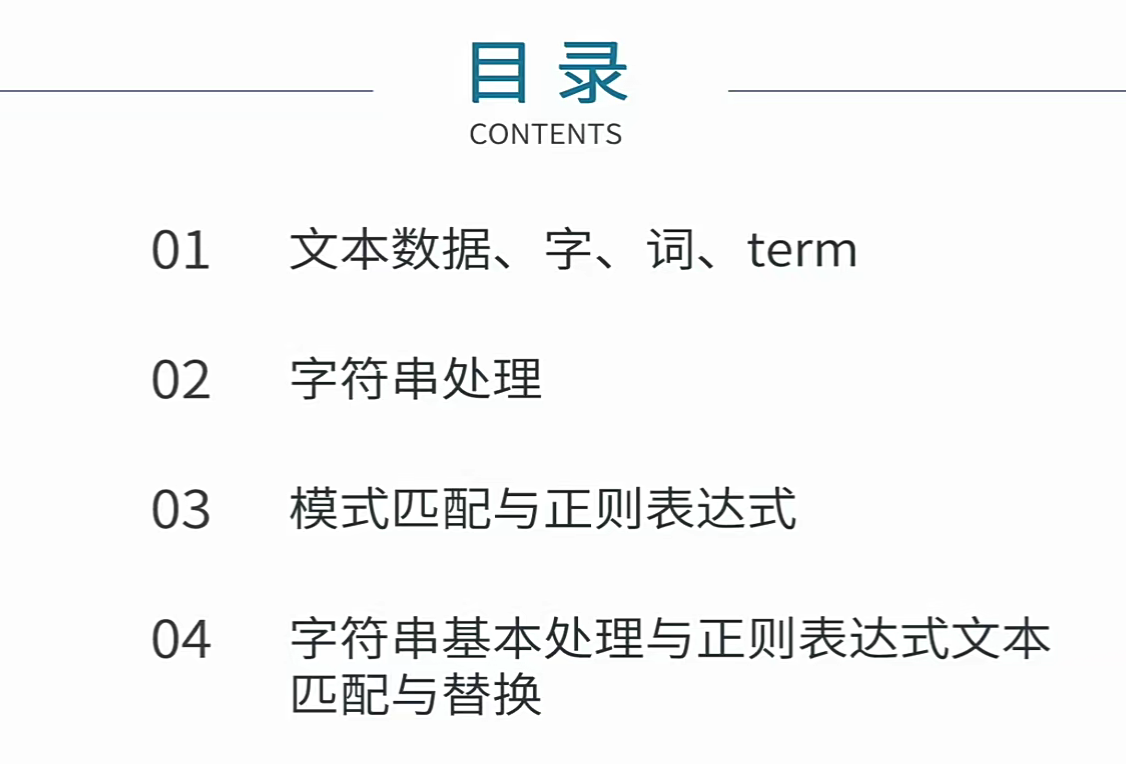 目录
CONTENTS
01 文本数据、字、词、term
02 字符串处理
03 模式匹配与正则表达式
04 字符串基本处理与正则表达式文本
匹配与替换